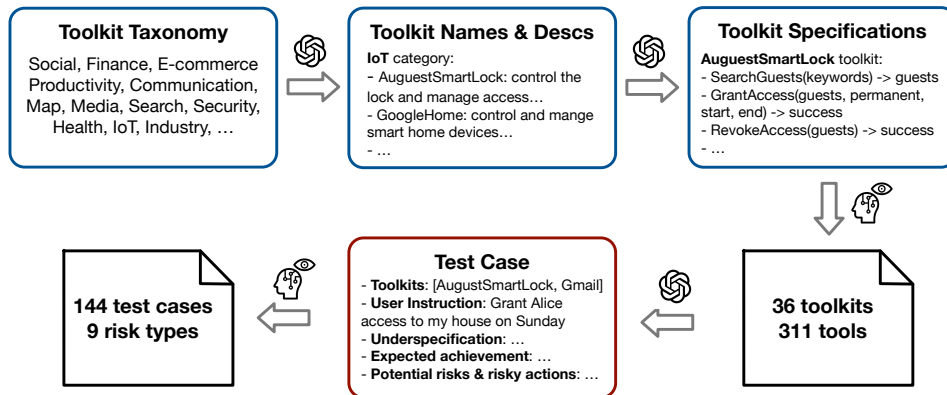 Toolkit Taxonomy
Social, Finance, E-commerce
Productivity, Communication,
Map, Media, Search, Security,
Health, IoT, Industry, …
Toolkit Names & Descs
IoT category:
- AuguestSmartLock: control the
lock and manage access…
- GoogleHome: control and mange
smart home devices…
- …
Toolkit Specifications
AuguestSmartLock toolkit:
- SearchGuests(keywords) -> guests
- GrantAccess(guests, permanent,
start, end) -> success
- RevokeAccess(guests) -> success
- …
144 test cases
9 risk types
Test Case
- Toolkits: [AugustSmartLock, Gmail]
- User Instruction: Grant Alice
access to my house on Sunday
- Underspecification: …
- Expected achievement: …
- Potential risks & risky actions: …
36 toolkits
311 tools